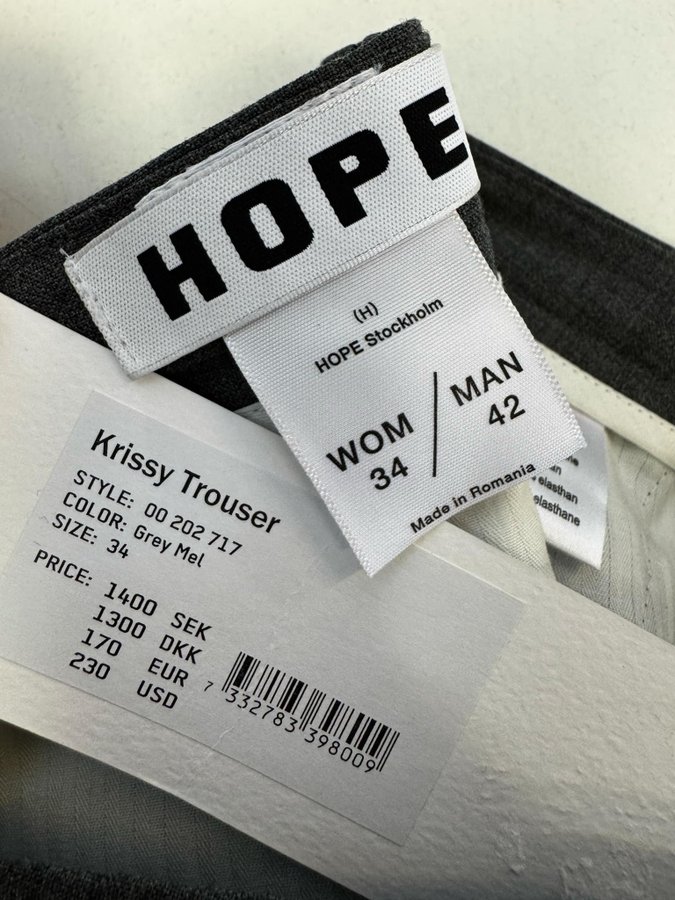 HOPE
(H)
HOPE Stockholm
WOM / MAN
34 42
Made in Romania
elasthan
elasthane
Krissy Trouser
STYLE: 00 202 717
COLOR: Grey Mel
SIZE: 34
PRICE: 1400 SEK
1300 DKK
170 EUR
230 USD
7 332783 398009